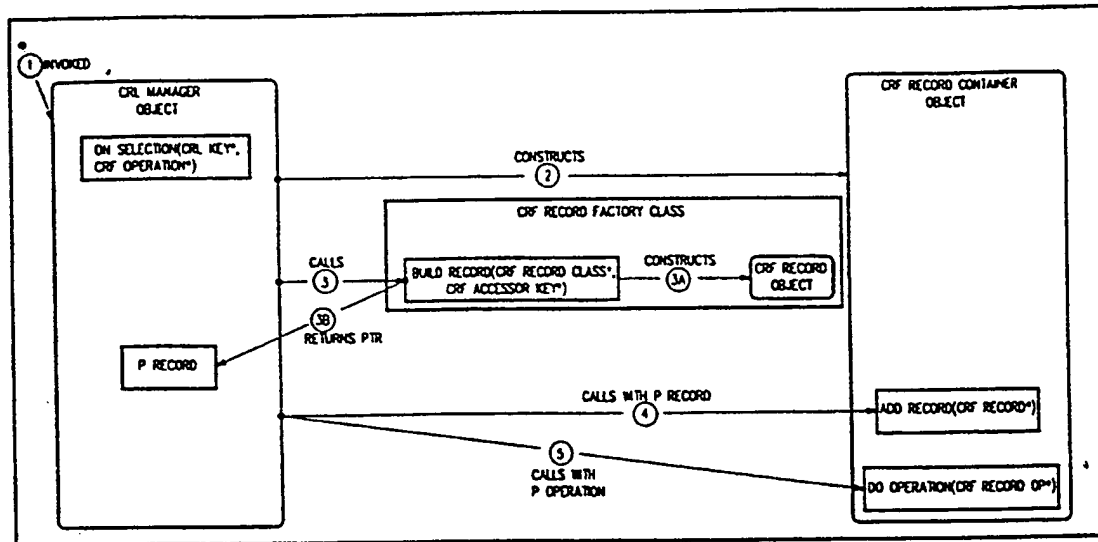 1 INVOKED
CRL MANAGER
OBJECT
ON SELECTION(CRL KEY*,
CRF OPERATION*)
CONSTRUCTS
2
CRF RECORD CONTAINER
OBJECT
CRF RECORD FACTORY CLASS
CALLS
3
BUILD RECORD(CRF RECORD CLASS*,
CRF ACCESSOR KEY*)
CONSTRUCTS
3A
CRF RECORD
OBJECT
3B
RETURNS PTR
P RECORD
CALLS WITH P RECORD
4
ADD RECORD(CRF RECORD*)
5
CALLS WITH
P OPERATION
DO OPERATION(CRF RECORD OP*)